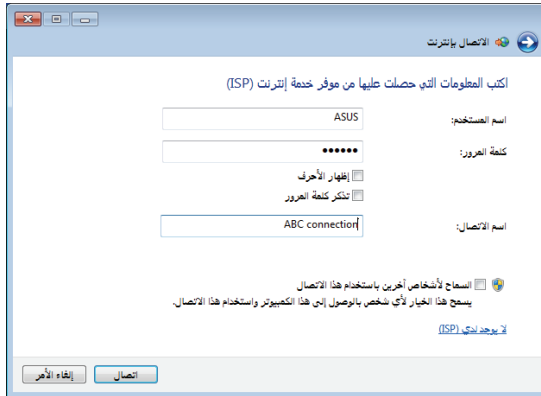 الاتصال بإنترنت
اكتب المعلومات التي حصلت عليها من موفر خدمة إنترنت (ISP)
اسم المستخدم: ASUS
كلمة المرور: ••••••
إظهار الأحرف
تذكر كلمة المرور
اسم الاتصال: ABC connection
السماح لأشخاص آخرين باستخدام هذا الاتصال
يسمح هذا الخيار لأي شخص بالوصول إلى هذا الكمبيوتر واستخدام هذا الاتصال.
لا يوجد لدي (ISP)
اتصال إلغاء الأمر